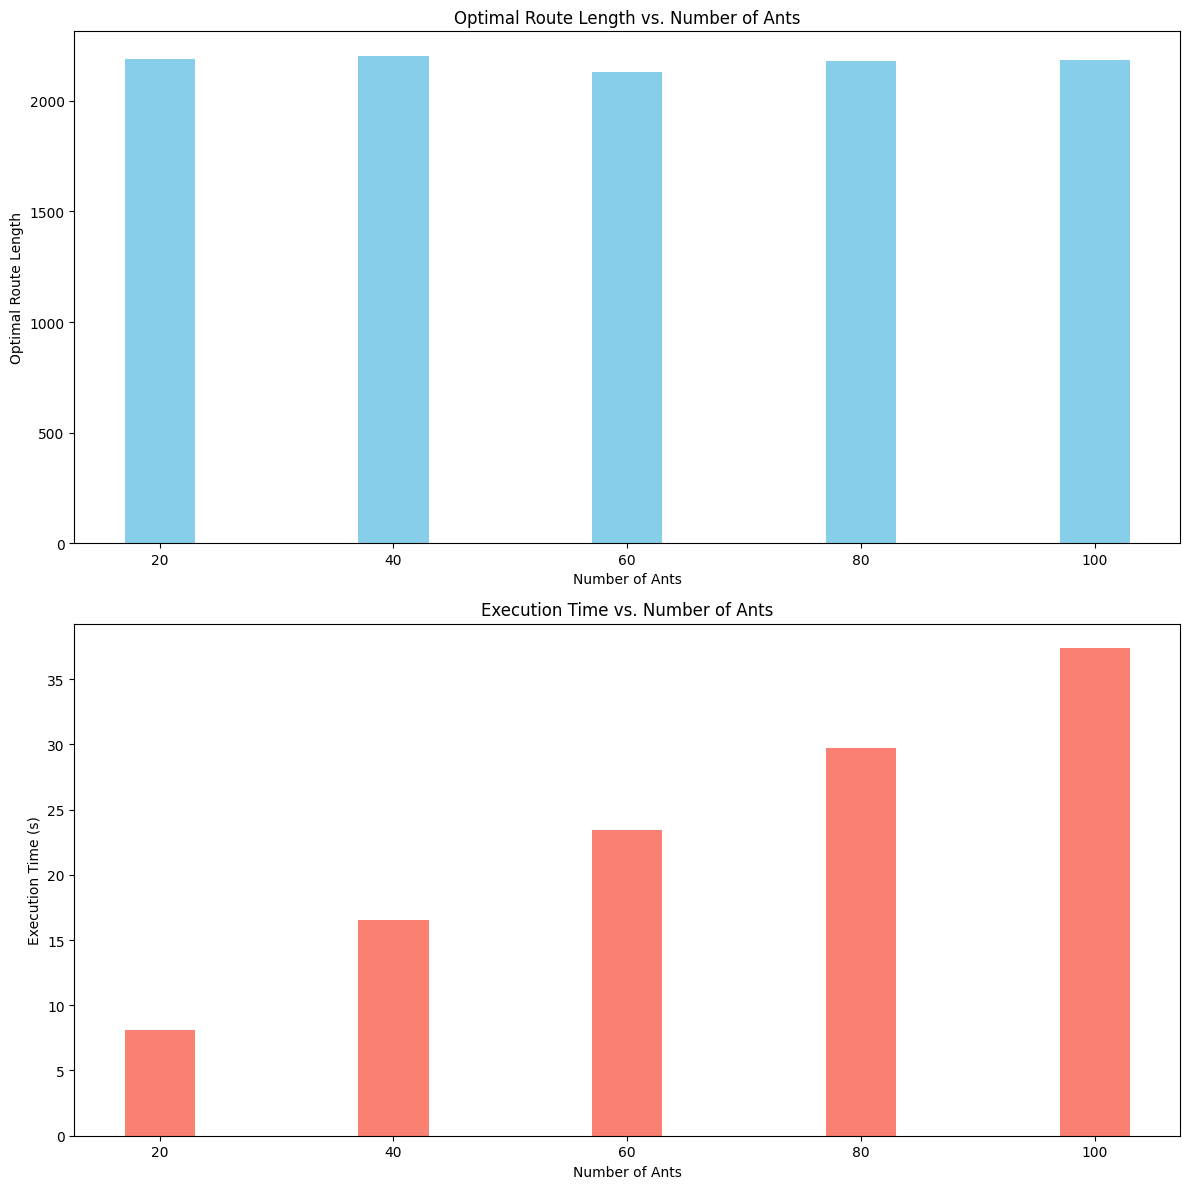 Optimal Route Length vs. Number of Ants
Optimal Route Length
2000
1500
1000
500
0
20 40 60 80 100
Number of Ants
Execution Time vs. Number of Ants
Execution Time (s)
35
30
25
20
15
10
5
0
20 40 60 80 100
Number of Ants